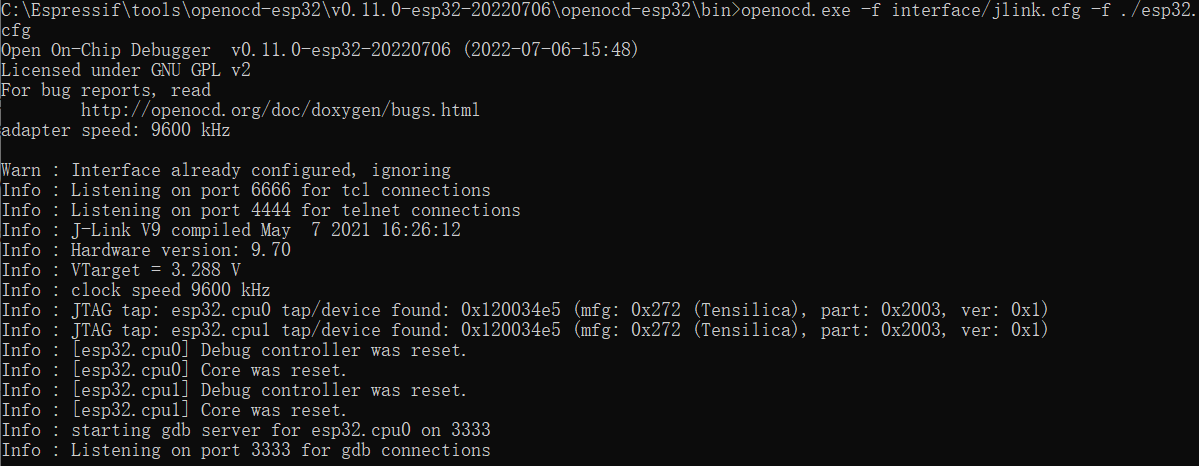 C:\Espressif\tools\openocd-esp32\v0.11.0-esp32-20220706\openocd-esp32\bin>openocd.exe -f interface/jlink.cfg -f ./esp32.
cfg
Open On-Chip Debugger  v0.11.0-esp32-20220706 (2022-07-06-15:48)
Licensed under GNU GPL v2
For bug reports, read
        http://openocd.org/doc/doxygen/bugs.html
adapter speed: 9600 kHz
Warn : Interface already configured, ignoring
Info : Listening on port 6666 for tcl connections
Info : Listening on port 4444 for telnet connections
Info : J-Link V9 compiled May  7 2021 16:26:12
Info : Hardware version: 9.70
Info : VTarget = 3.288 V
Info : clock speed 9600 kHz
Info : JTAG tap: esp32.cpu0 tap/device found: 0x120034e5 (mfg: 0x272 (Tensilica), part: 0x2003, ver: 0x1)
Info : JTAG tap: esp32.cpu1 tap/device found: 0x120034e5 (mfg: 0x272 (Tensilica), part: 0x2003, ver: 0x1)
Info : [esp32.cpu0] Debug controller was reset.
Info : [esp32.cpu0] Core was reset.
Info : [esp32.cpu1] Debug controller was reset.
Info : [esp32.cpu1] Core was reset.
Info : starting gdb server for esp32.cpu0 on 3333
Info : Listening on port 3333 for gdb connections